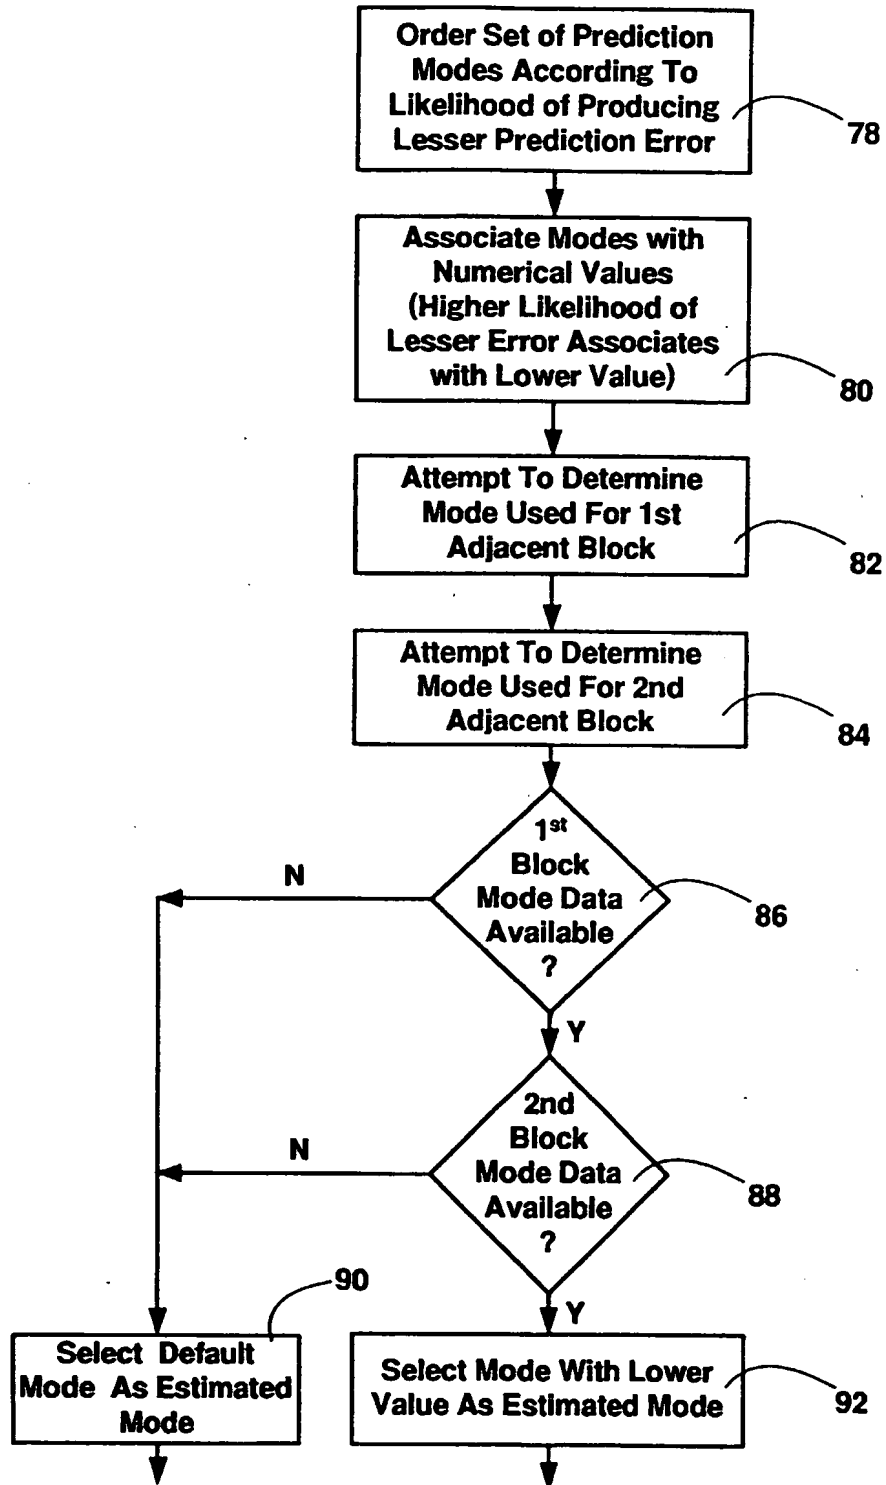 Order Set of Prediction
Modes According To
Likelihood of Producing
Lesser Prediction Error
78
Associate Modes with
Numerical Values
(Higher Likelihood of
Lesser Error Associates
with Lower Value)
80
Attempt To Determine
Mode Used For 1st
Adjacent Block
82
Attempt To Determine
Mode Used For 2nd
Adjacent Block
84
1st
Block
Mode Data
Available
?
86
N
Y
2nd
Block
Mode Data
Available
?
88
N
Y
90
Select Default
Mode As Estimated
Mode
Select Mode With Lower
Value As Estimated Mode
92